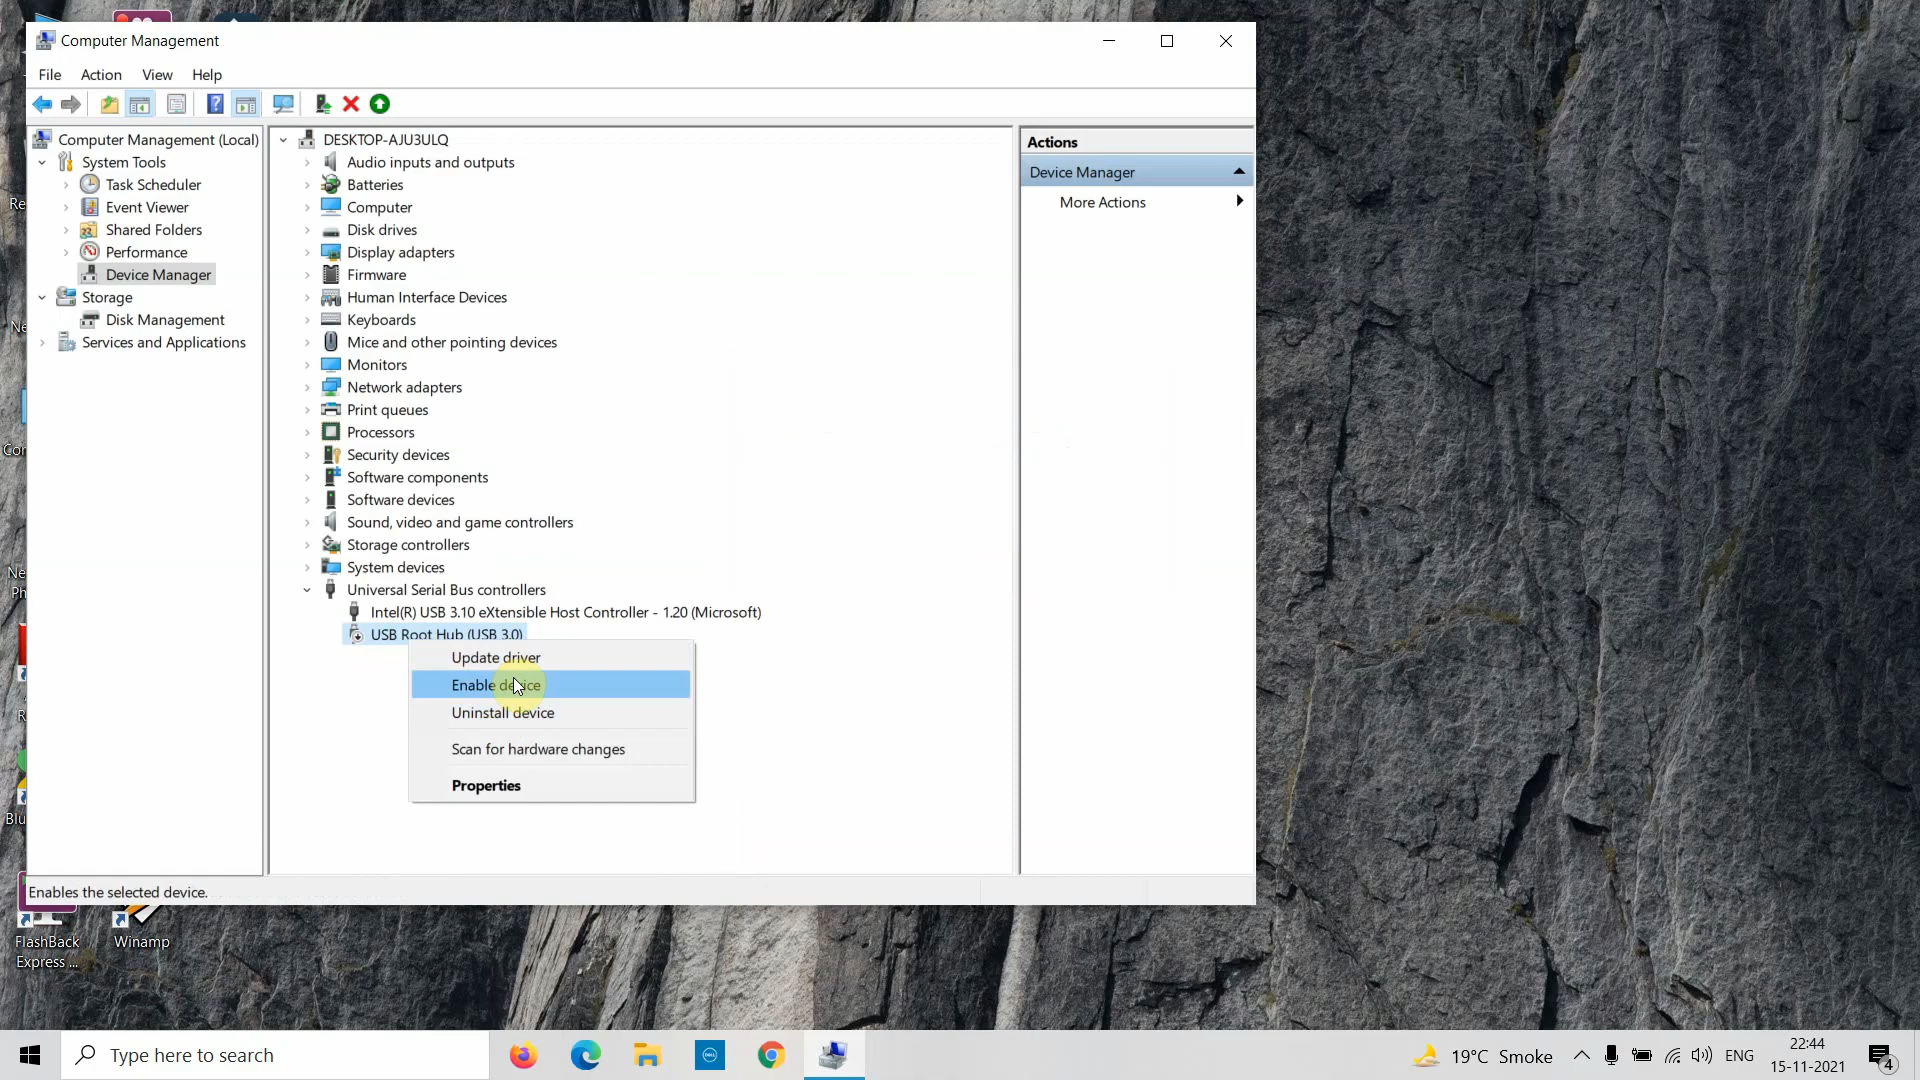 Computer Management
File Action View Help
Computer Management (Local)
System Tools
Task Scheduler
Event Viewer
Shared Folders
Performance
Device Manager
Storage
Disk Management
Services and Applications
DESKTOP-AJU3ULQ
Audio inputs and outputs
Batteries
Computer
Disk drives
Display adapters
Firmware
Human Interface Devices
Keyboards
Mice and other pointing devices
Monitors
Network adapters
Print queues
Processors
Security devices
Software components
Software devices
Sound, video and game controllers
Storage controllers
System devices
Universal Serial Bus controllers
Intel(R) USB 3.10 eXtensible Host Controller - 1.20 (Microsoft)
USB Root Hub (USB 3.0)
Update driver
Enable device
Uninstall device
Scan for hardware changes
Properties
Actions
Device Manager
More Actions
Enables the selected device.
FlashBack
Express ...
Winamp
Type here to search
19°C Smoke
ENG
22:44
15-11-2021
4